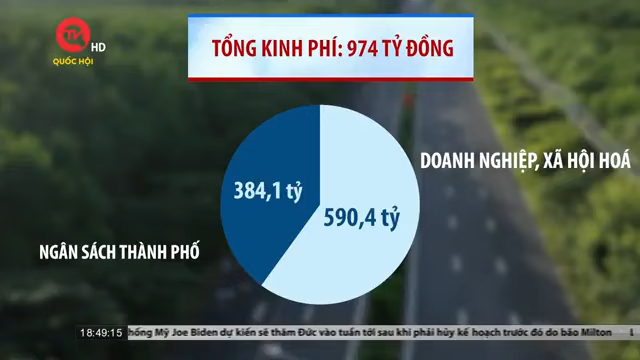 HD
QUỐC HỘI
TỔNG KINH PHÍ: 974 TỶ ĐỒNG
DOANH NGHIỆP, XÃ HỘI HOÁ
384,1 tỷ
590,4 tỷ
NGÂN SÁCH THÀNH PHỐ
18:49:15
hống Mỹ Joe Biden dự kiến sẽ thăm Đức vào tuần tới sau khi phải hủy kế hoạch trước đó do bão Milton